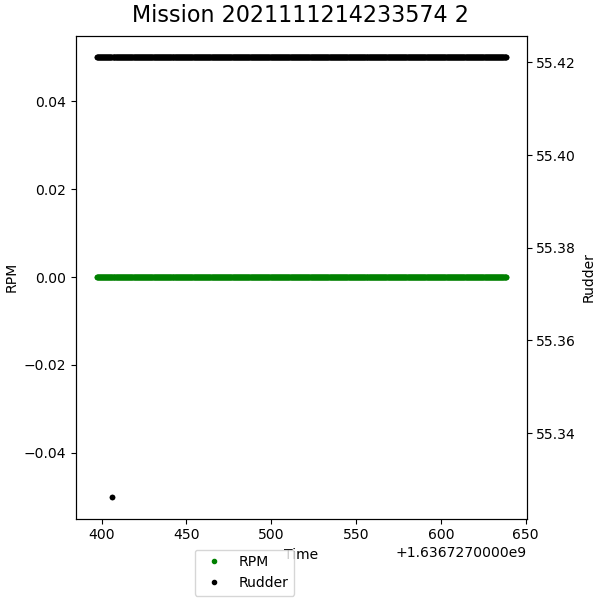 Mission 2021111214233574 2
0.04
0.02
0.00
−0.02
−0.04
RPM
55.42
55.40
55.38
55.36
55.34
Rudder
400 450 500 550 600 650
Time
+1.6367270000e9
RPM
Rudder